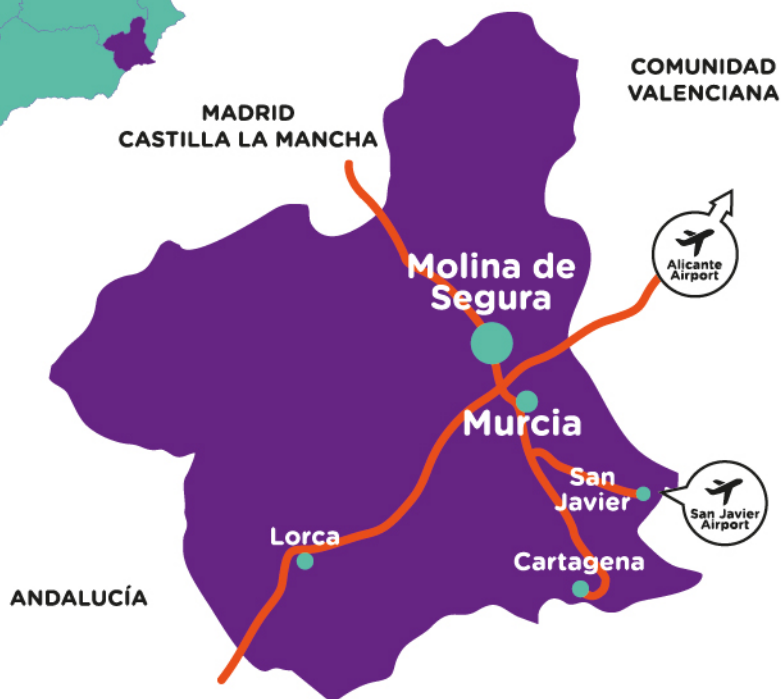 COMUNIDAD
VALENCIANA
MADRID
CASTILLA LA MANCHA
Alicante
Airport
Molina de
Segura
Murcia
San
Javier
San Javier
Airport
Lorca
Cartagena
ANDALUCÍA